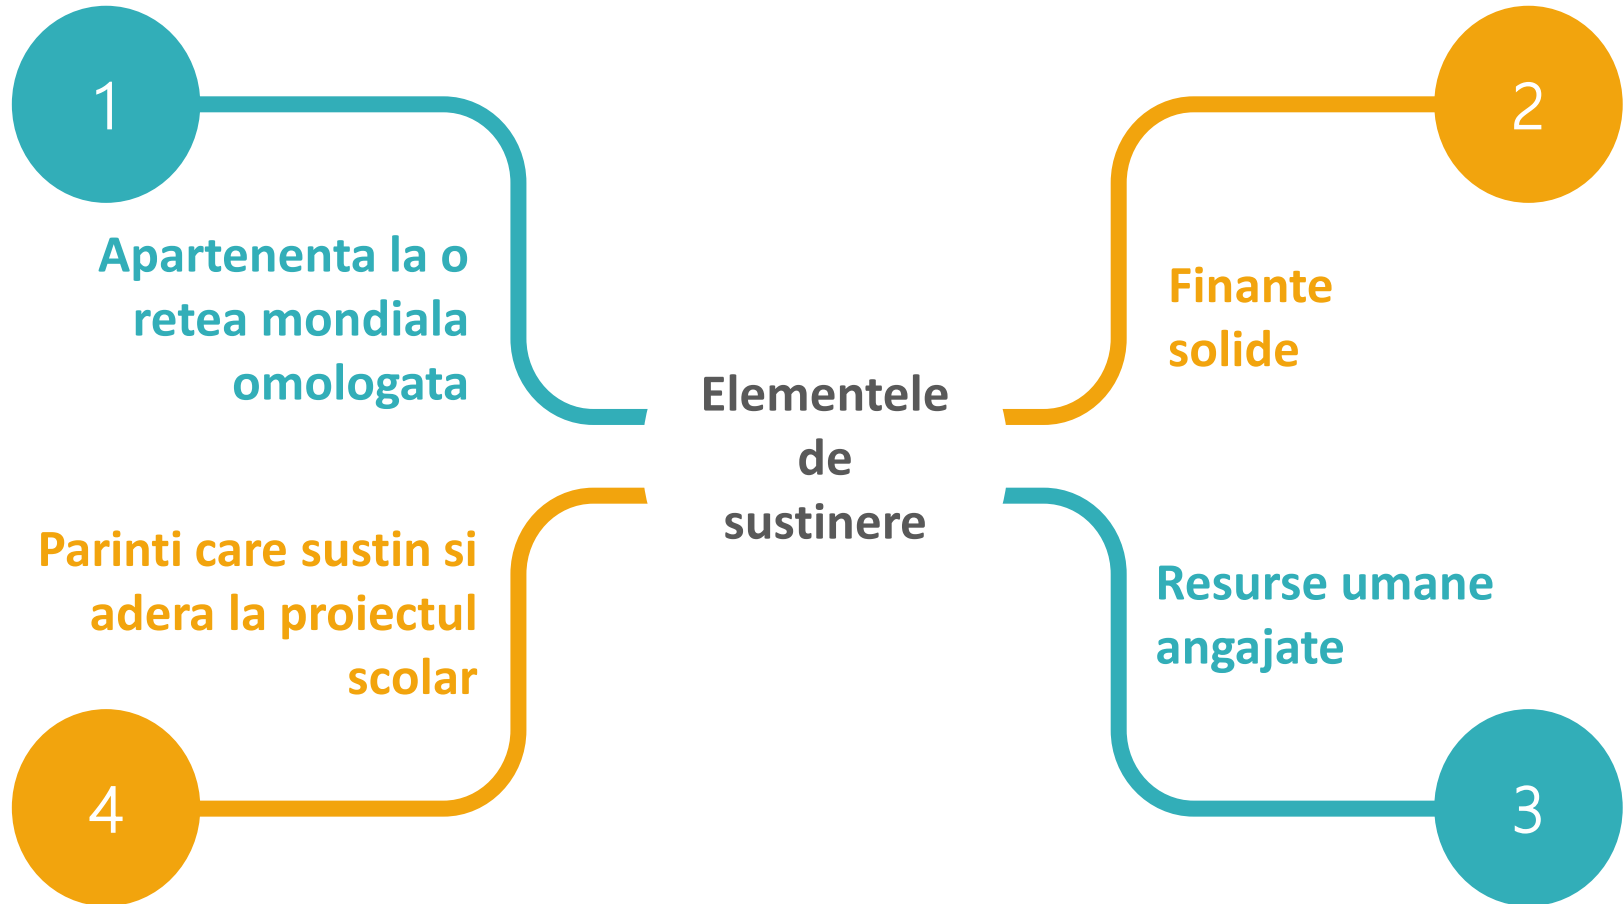 1
Apartenenta la o
retea mondiala
omologata
2
Finante
solide
Elementele
de
sustinere
Resurse umane
angajate
3
Parinti care sustin si
adera la proiectul
scolar
4